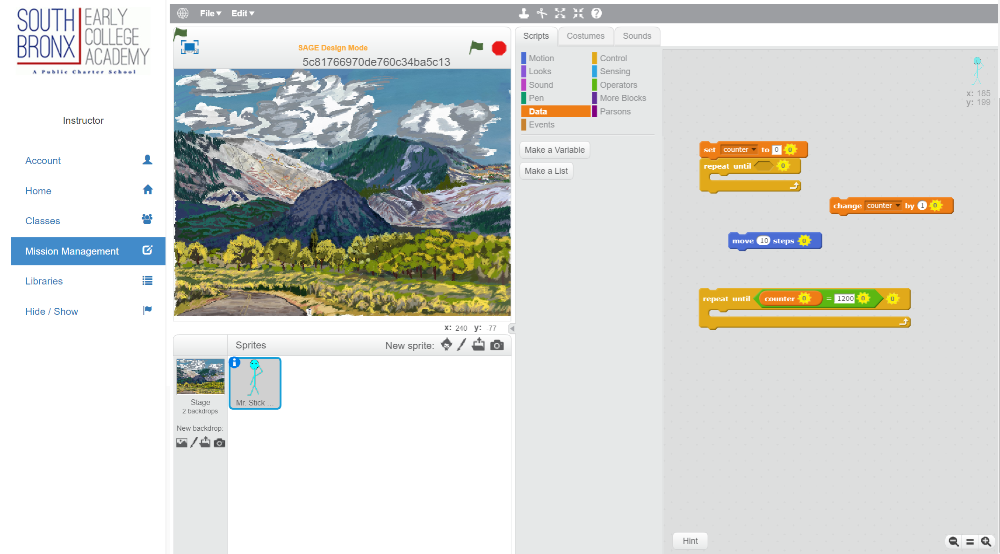 SOUTH BRONX
EARLY COLLEGE ACADEMY
A Public Charter School
Instructor
Account
Home
Classes
Mission Management
Libraries
Hide / Show
File Edit
v426
SAGE Design Mode
5c81766970de760c34ba5c13
x: 240 y: -77
Sprites
New sprite:
Stage
2 backdrops
New backdrop:
Mr. Stick ...
Scripts Costumes Sounds
Motion Control
Looks Sensing
Sound Operators
Pen More Blocks
Data Parsons
Events
Make a Variable
Make a List
x: 185
y: 199
set counter to 0 0
repeat until 0
change counter by 1 0
move 10 steps 0
repeat until counter 0 = 1200 0 0
Hint